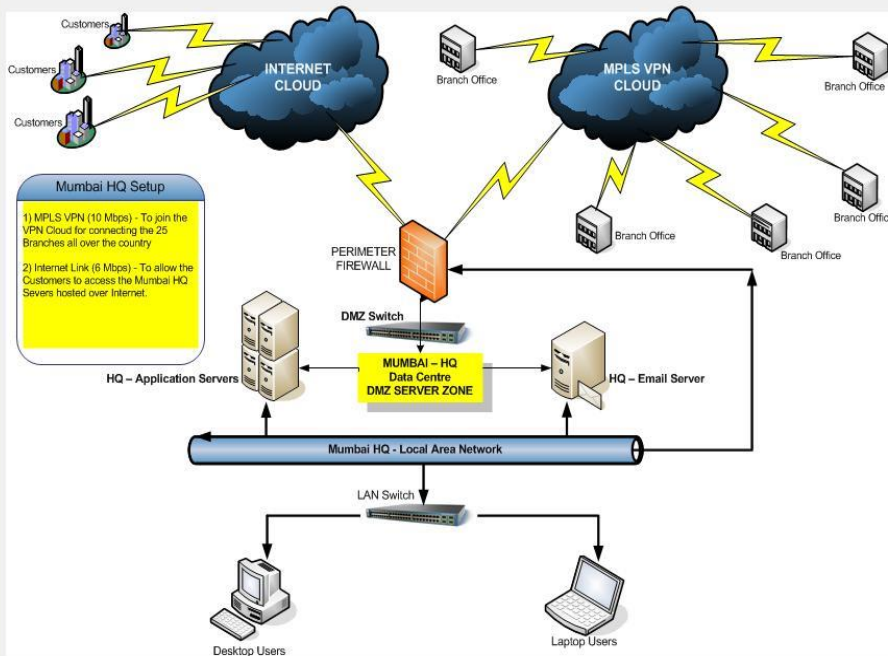 Customers
Customers
Customers
INTERNET
CLOUD
MPLS VPN
CLOUD
Branch Office
Branch Office
Branch Office
Branch Office
Branch Office
Mumbai HQ Setup
1) MPLS VPN (10 Mbps) - To join the
VPN Cloud for connecting the 25
Branches all over the country
2) Internet Link (6 Mbps) - To allow the
Customers to access the Mumbai HQ
Severs hosted over Internet.
PERIMETER
FIREWALL
DMZ Switch
HQ – Application Servers
MUMBAI – HQ
Data Centre
DMZ SERVER ZONE
HQ – Email Server
Mumbai HQ - Local Area Network
LAN Switch
Desktop Users
Laptop Users